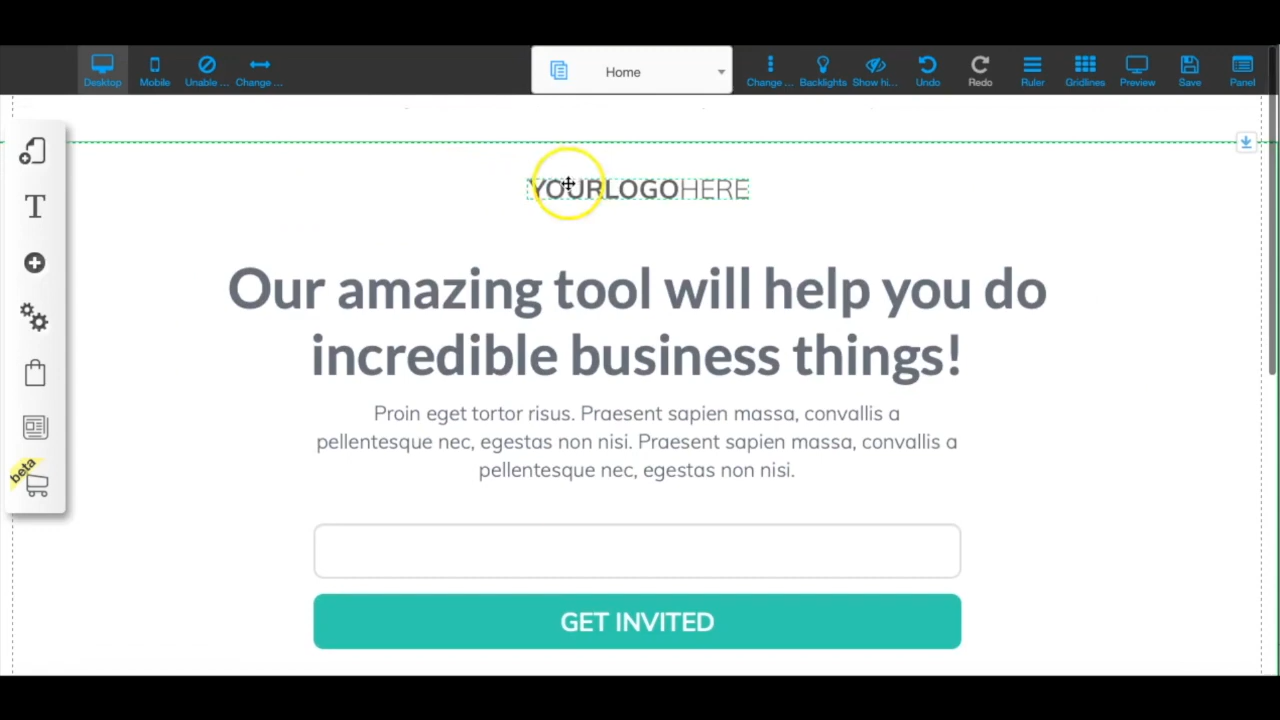 Desktop
Mobile
Unable ...
Change ...
Home
Change ...
Backlights
Show hi...
Undo
Redo
Ruler
Gridlines
Preview
Save
Panel
T
beta
YOURLOGOHERE
Our amazing tool will help you do
incredible business things!
Proin eget tortor risus. Praesent sapien massa, convallis a
pellentesque nec, egestas non nisi. Praesent sapien massa, convallis a
pellentesque nec, egestas non nisi.
GET INVITED